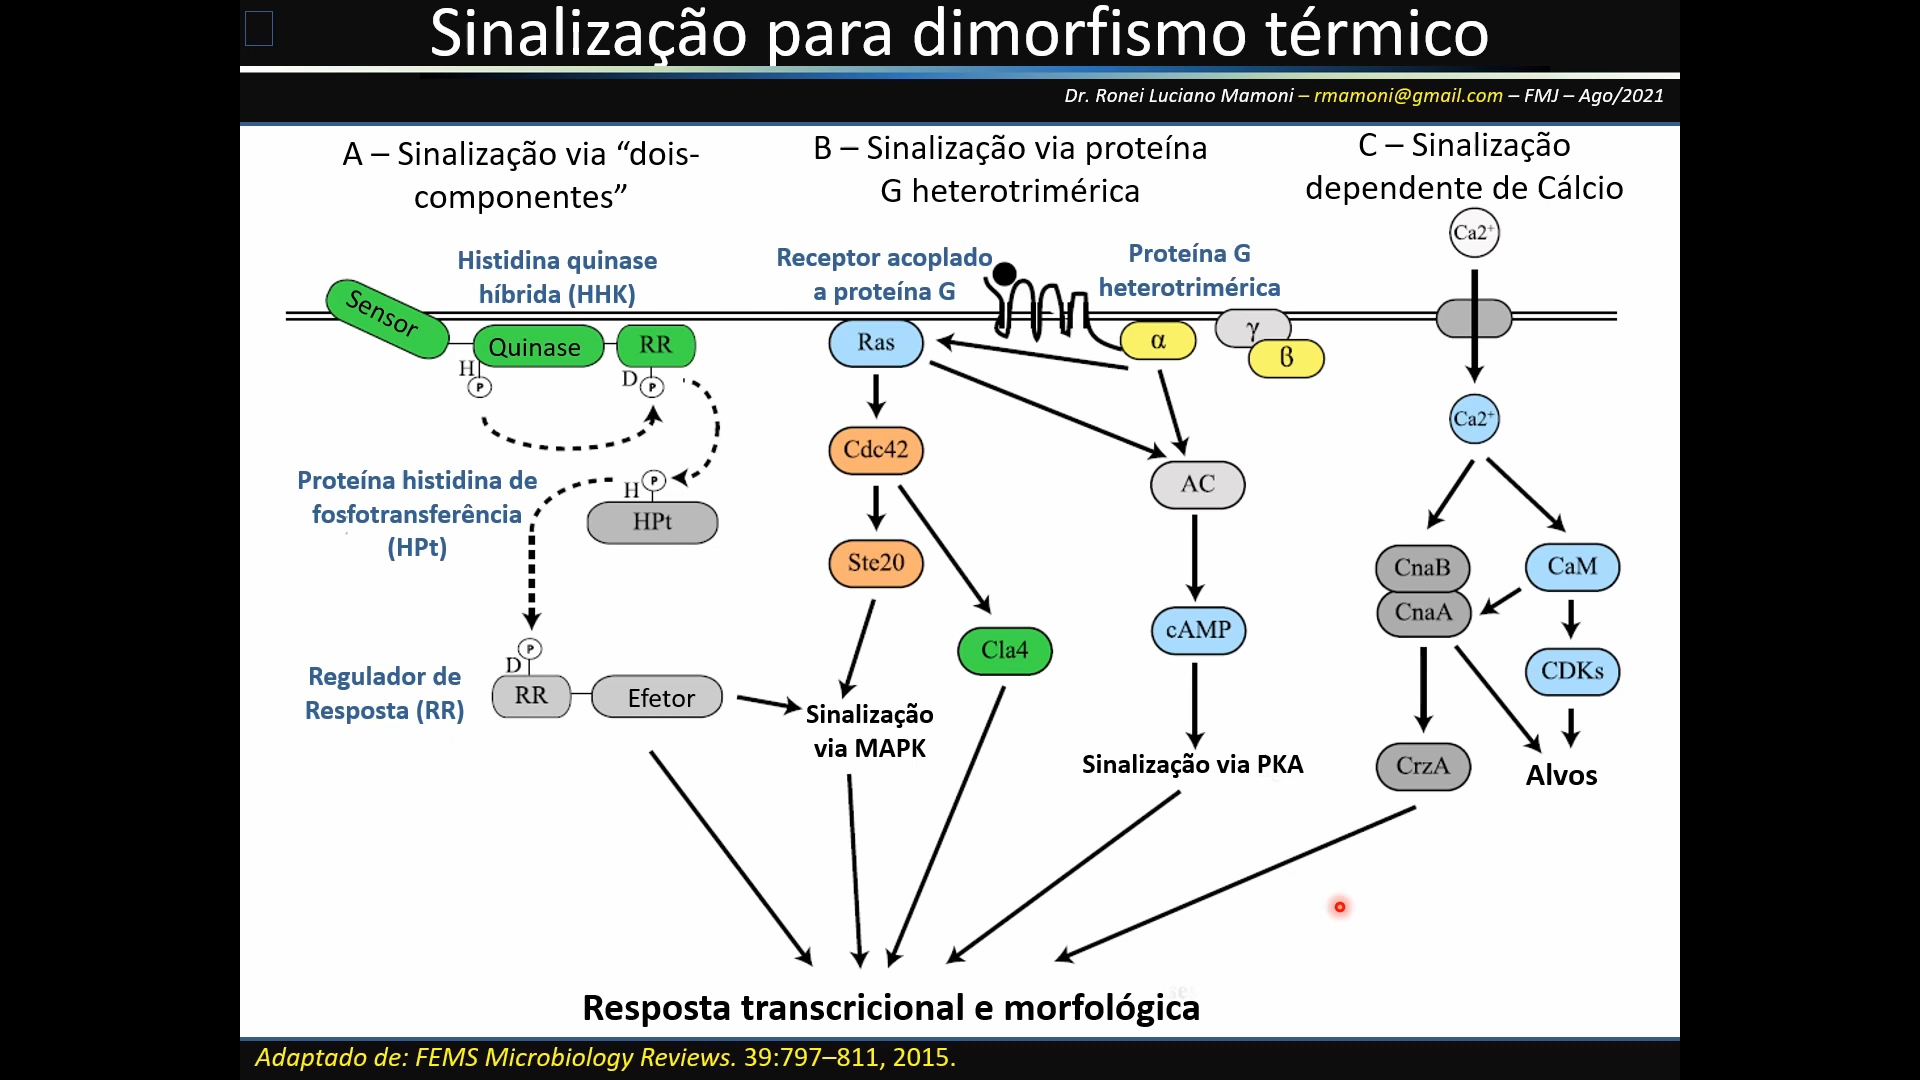 Sinalização para dimorfismo térmico
Dr. Ronei Luciano Mamoni – rmamoni@gmail.com – FMJ – Ago/2021
A – Sinalização via “dois-
componentes”
B – Sinalização via proteína
G heterotrimérica
C – Sinalização
dependente de Cálcio
Histidina quinase
híbrida (HHK)
Sensor
Quinase
RR
H
P
D
P
Proteína histidina de
fosfotransferência
(HPt)
P
H
HPt
Regulador de
Resposta (RR)
P
D
RR
Efetor
Receptor acoplado
a proteína G
Proteína G
heterotrimérica
Ras
α
γ
β
Cdc42
AC
Ste20
Cla4
cAMP
Sinalização
via MAPK
Sinalização via PKA
Ca2+
Ca2+
CnaB
CaM
CnaA
CDKs
CrzA
Alvos
Resposta transcricional e morfológica
Adaptado de: FEMS Microbiology Reviews. 39:797–811, 2015.